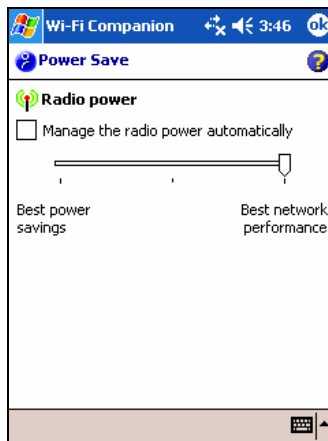 Wi-Fi Companion 3:46 ok
Power Save ?
Radio power
Manage the radio power automatically
Best power savings
Best network performance